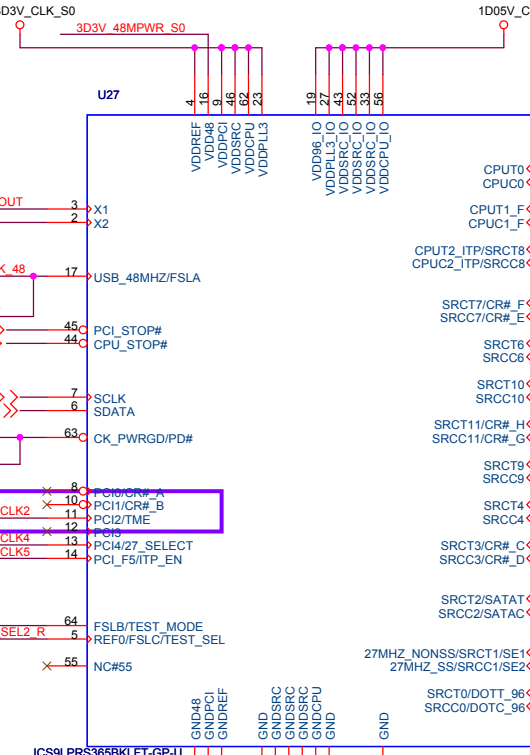 3D3V_CLK_S0
1D05V_C
3D3V_48MPWR_S0
U27
4
16
9
46
62
23
19
27
43
52
33
56
VDDREF
VDD48
VDDPCI
VDDSRC
VDDCPU
VDDPLL3
VDD96_IO
VDDPLL3_IO
VDDSRC_IO
VDDSRC_IO
VDDSRC_IO
VDDCPU_IO
CPUT0
CPUC0
OUT
3
X1
CPUT1_F
2
X2
CPUC1_F
CPUT2_ITP/SRCT8
CPUC2_ITP/SRCC8
K_48
17
USB_48MHZ/FSLA
SRCT7/CR#_F
SRCC7/CR#_E
45
PCI_STOP#
44
CPU_STOP#
SRCT6
SRCC6
SRCT10
7
SCLK
SRCC10
6
SDATA
SRCT11/CR#_H
63
CK_PWRGD/PD#
SRCC11/CR#_G
SRCT9
SRCC9
8
PCI0/CR#_A
10
PCI1/CR#_B
SRCT4
CLK2
11
PCI2/TME
SRCC4
12
PCI3
CLK4
13
PCI4/27_SELECT
SRCT3/CR#_C
CLK5
14
PCI_F5/ITP_EN
SRCC3/CR#_D
SRCT2/SATAT
SRCC2/SATAC
64
FSLB/TEST_MODE
SEL2_R
5
REF0/FSLC/TEST_SEL
27MHZ_NONSS/SRCT1/SE1
55
NC#55
27MHZ_SS/SRCC1/SE2
SRCT0/DOTT_96
SRCC0/DOTC_96
GND48
GNDPCI
GNDREF
GND
GNDSRC
GNDSRC
GNDSRC
GNDCPU
GND
GND
ICS9LPRS365BKLFT-GP-U